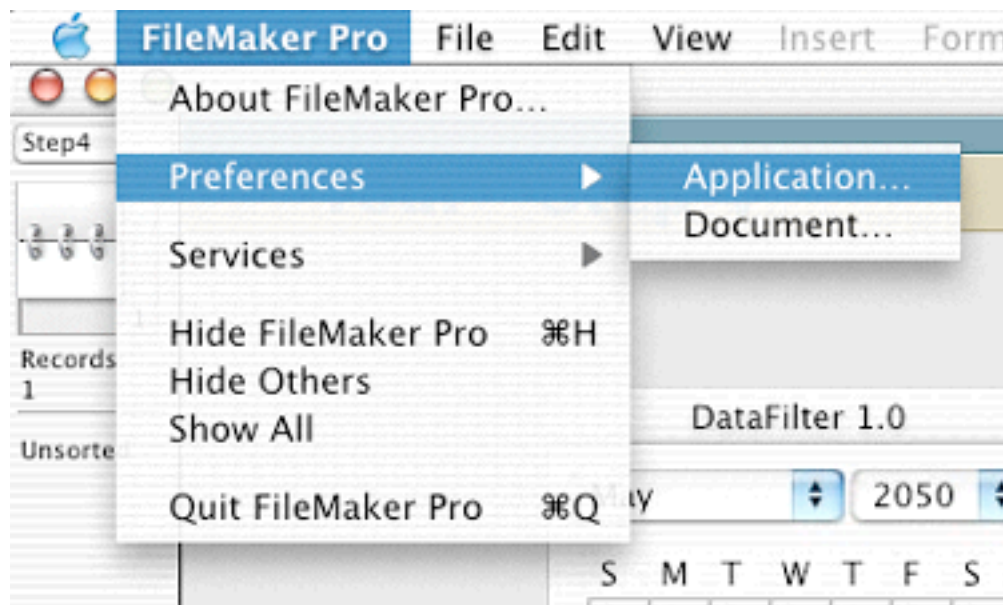 FileMaker Pro File Edit View Insert Form
About FileMaker Pro...
Step4
Preferences
Application...
Document...
Services
Hide FileMaker Pro ⌘H
Records
1
Hide Others
Show All
DataFilter 1.0
Unsorte
Quit FileMaker Pro ⌘Q
2050
S M T W T F S